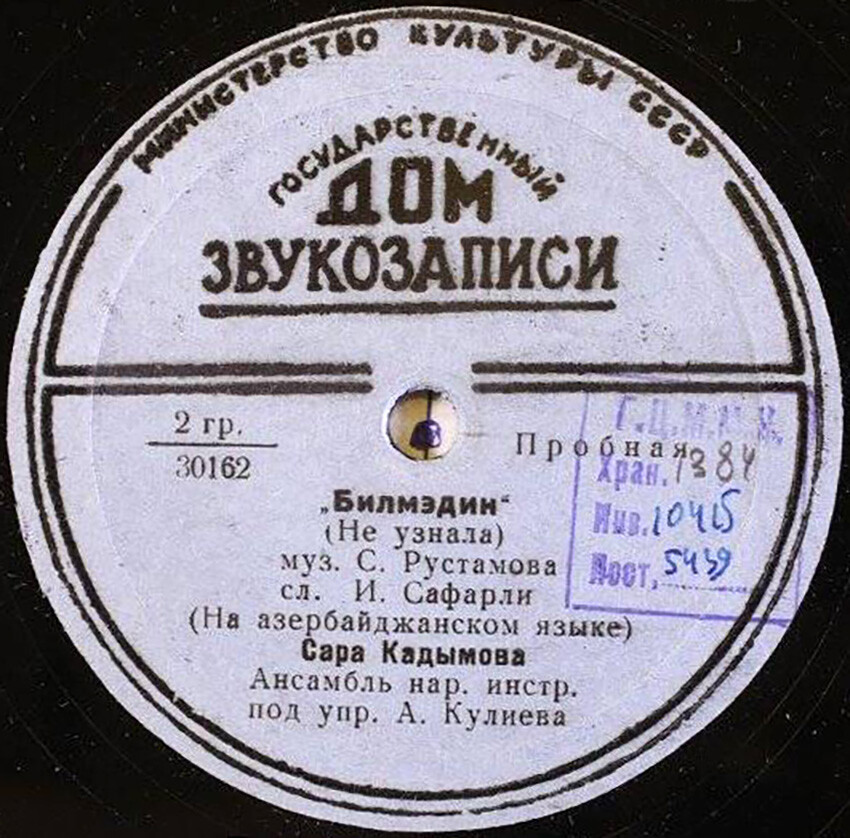 МИНИСТЕРСТВО КУЛЬТУРЫ СССР
ГОСУДАРСТВЕННЫЙ
ДОМ
ЗВУКОЗАПИСИ
2 гр.
30162
Пробная
Г.Ц.М.М.К.
Хран. 1384
Инв. 10415
Пост. 5439
„Билмэдин“
(Не узнала)
муз. С. Рустамова
сл. И. Сафарли
(На азербайджанском языке)
Сара Кадымова
Ансамбль нар. инстр.
под упр. А. Кулиева